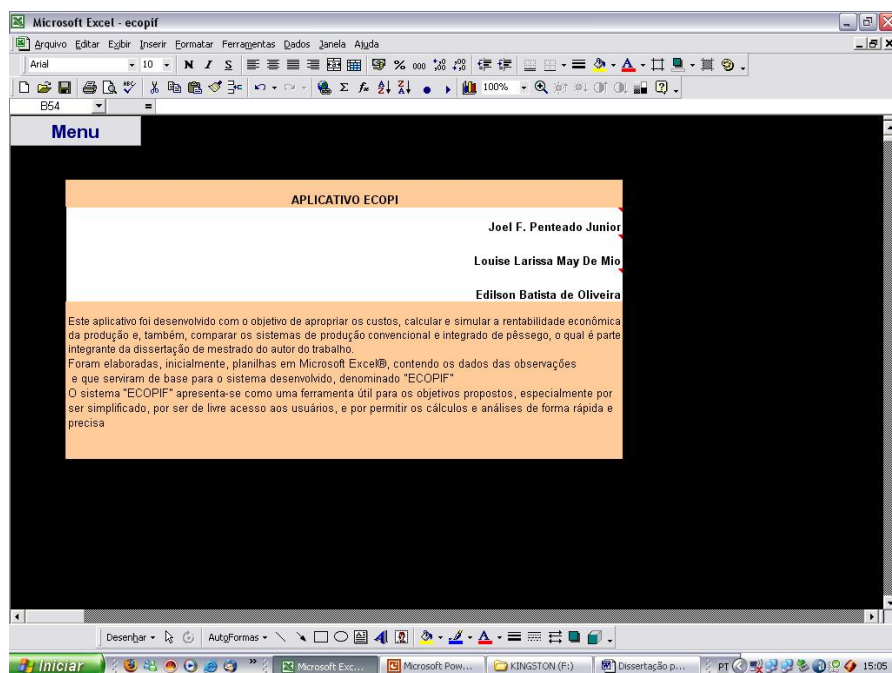 Microsoft Excel - ecopif
Arquivo Editar Exibir Inserir Formatar Ferramentas Dados Janela Ajuda
Arial 10 N I S % 000
100%
B54 =
Menu
APLICATIVO ECOPI
Joel F. Penteado Junior
Louise Larissa May De Mio
Edilson Batista de Oliveira
Este aplicativo foi desenvolvido com o objetivo de apropriar os custos, calcular e simular a rentabilidade econômica
da produção e, também, comparar os sistemas de produção convencional e integrado de pêssego, o qual é parte
integrante da dissertação de mestrado do autor do trabalho.
Foram elaboradas, inicialmente, planilhas em Microsoft Excel®, contendo os dados das observações
e que serviram de base para o sistema desenvolvido, denominado "ECOPIF"
O sistema "ECOPIF" apresenta-se como uma ferramenta útil para os objetivos propostos, especialmente por
ser simplificado, por ser de livre acesso aos usuários, e por permitir os cálculos e análises de forma rápida e
precisa
Desenhar AutoFormas
Iniciar Microsoft Exc... Microsoft Pow... KINGSTON (F:) Dissertação p... PT 15:05